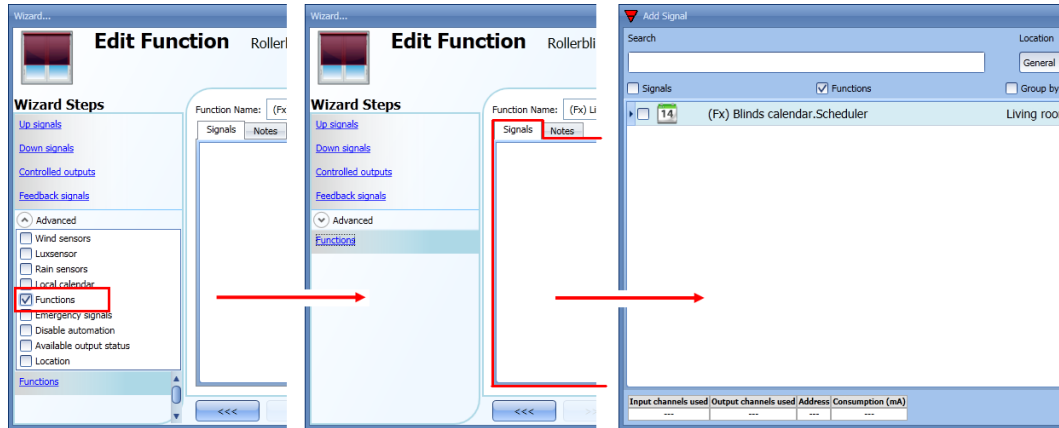 Wizard...
Edit Function Rollerl
Wizard Steps
Up signals
Down signals
Controlled outputs
Feedback signals
Advanced
Wind sensors
Luxsensor
Rain sensors
Local calendar
Functions
Emergency signals
Disable automation
Available output status
Location
Functions
Function Name: (Fx
Signals Notes
<<<
Wizard...
Edit Function Rollerbli
Wizard Steps
Up signals
Down signals
Controlled outputs
Feedback signals
Advanced
Functions
Function Name: (Fx) Li
Signals Notes
<<< >>
Add Signal
Search Location
General
Signals Functions Group by
14 (Fx) Blinds calendar.Scheduler Living roo
Input channels used Output channels used Address Consumption (mA)
--- --- --- ---